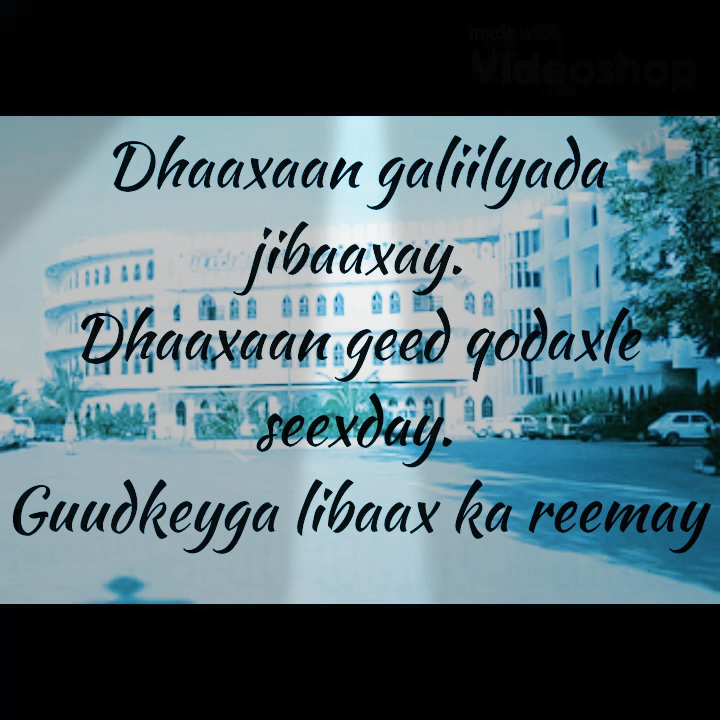 made with
Videoshop
Dhaaxaan galiilyada
jibaaxay.
Dhaaxaan geed qodaxle
seexday.
Guudkeyga libaax ka reemay